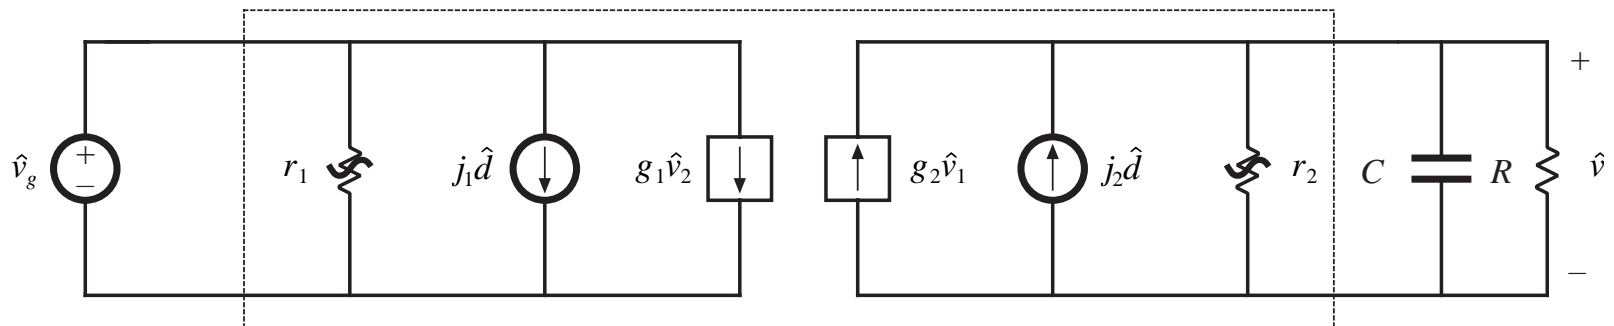 +
v̂g + r₁ j₁d̂ g₁v̂₂ g₂v̂₁ j₂d̂ r₂ C R v̂
– –